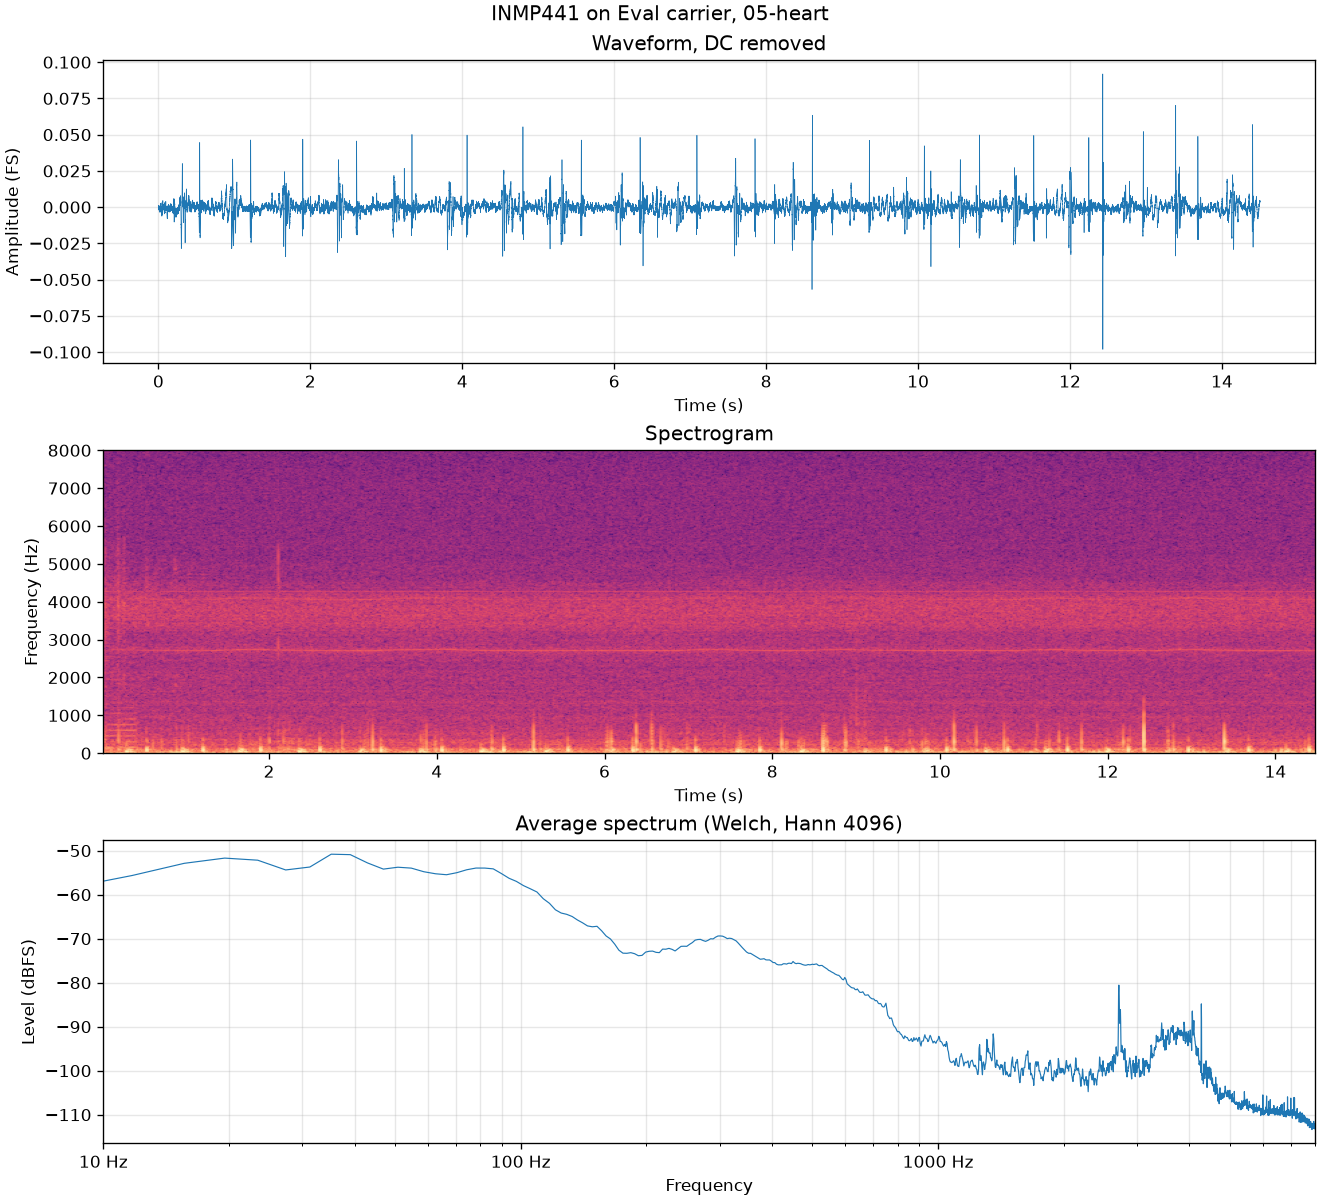 INMP441 on Eval carrier, 05-heart
Waveform, DC removed
0.100
0.075
0.050
0.025
0.000
−0.025
−0.050
−0.075
−0.100
Amplitude (FS)
0 2 4 6 8 10 12 14
Time (s)
Spectrogram
8000
7000
6000
5000
4000
3000
2000
1000
0
Frequency (Hz)
2 4 6 8 10 12 14
Time (s)
Average spectrum (Welch, Hann 4096)
−50
−60
−70
−80
−90
−100
−110
Level (dBFS)
10 Hz 100 Hz 1000 Hz
Frequency